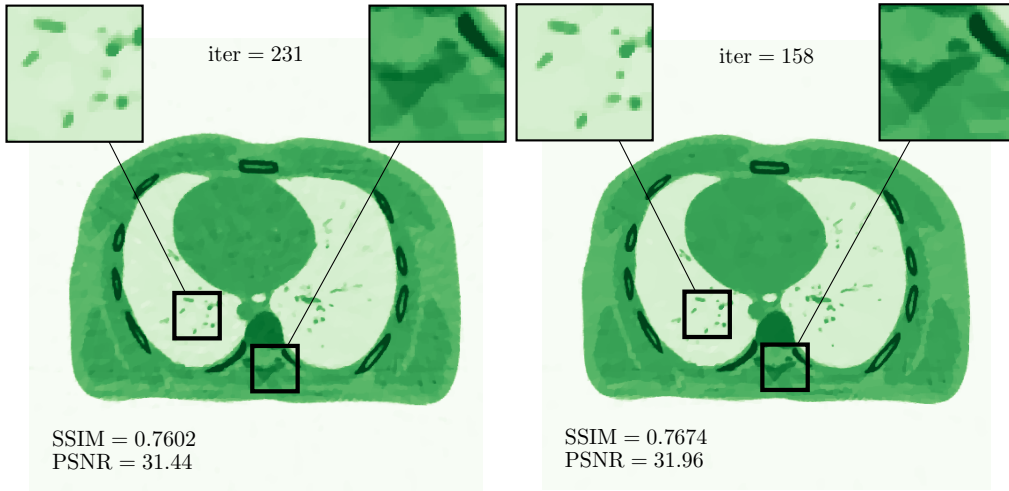 iter = 231
SSIM = 0.7602
PSNR = 31.44
iter = 158
SSIM = 0.7674
PSNR = 31.96